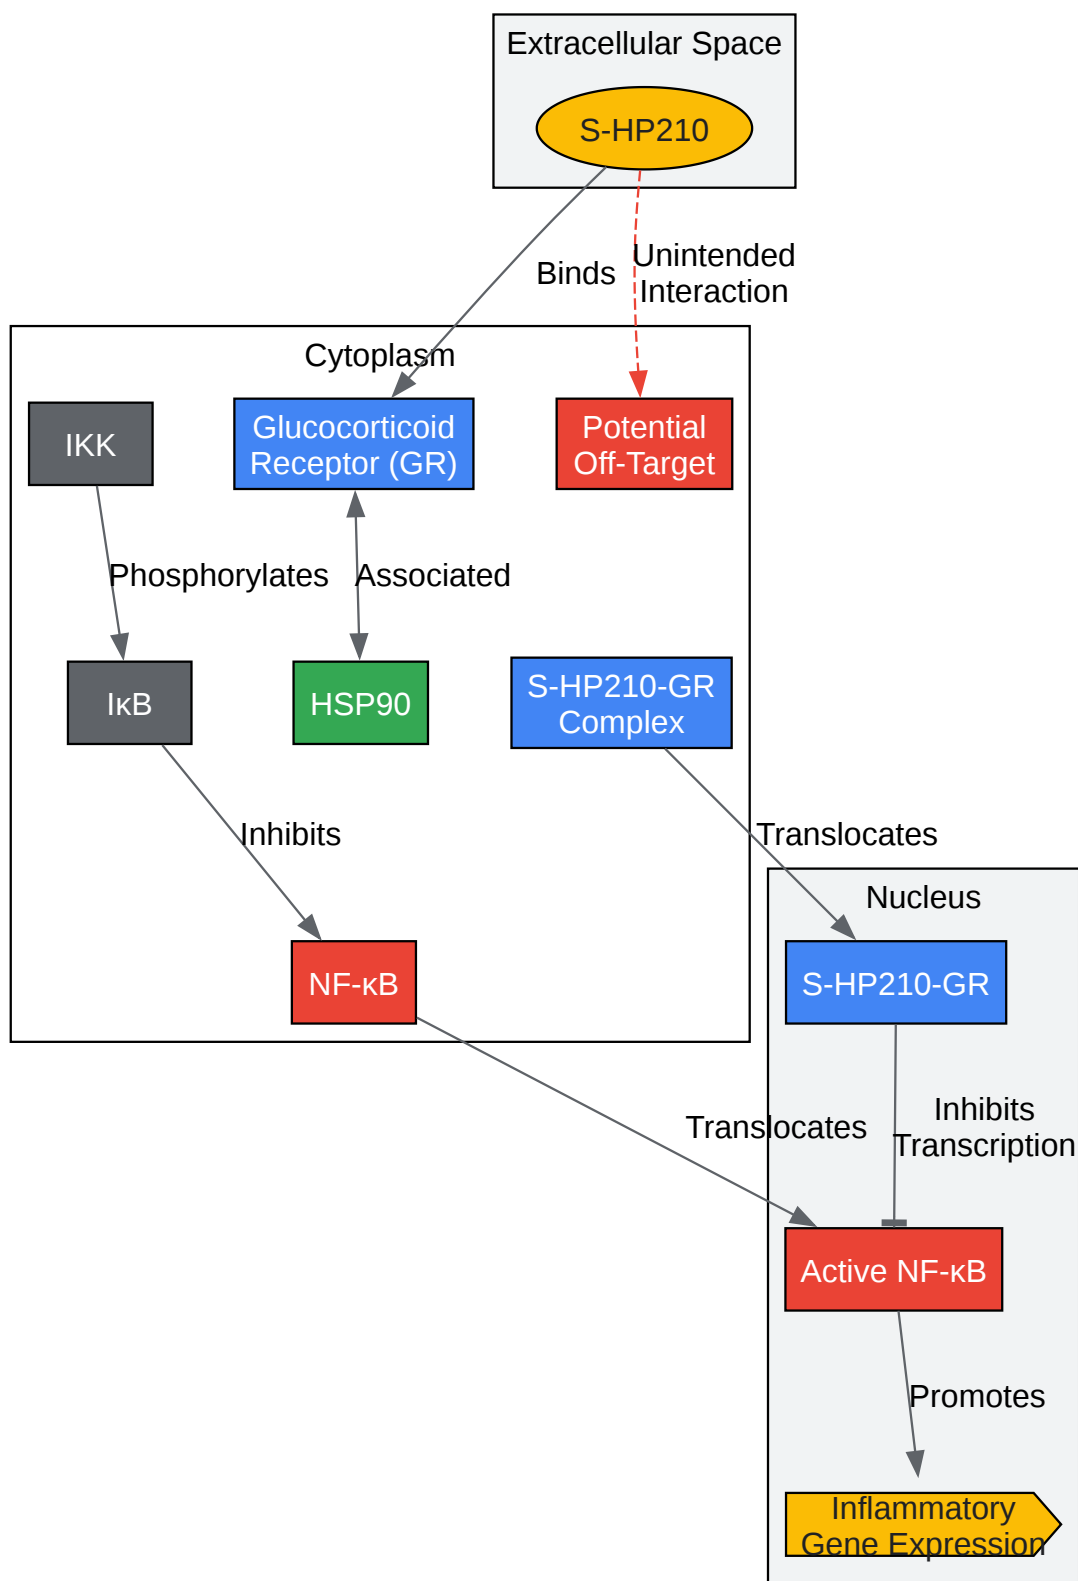 Extracellular Space
S-HP210
Binds
Unintended
Interaction
Cytoplasm
IKK
Glucocorticoid
Receptor (GR)
Potential
Off-Target
Phosphorylates
Associated
IκB
HSP90
S-HP210-GR
Complex
Inhibits
Translocates
Nucleus
NF-κB
S-HP210-GR
Translocates
Inhibits
Transcription
Active NF-κB
Promotes
Inflammatory
Gene Expression